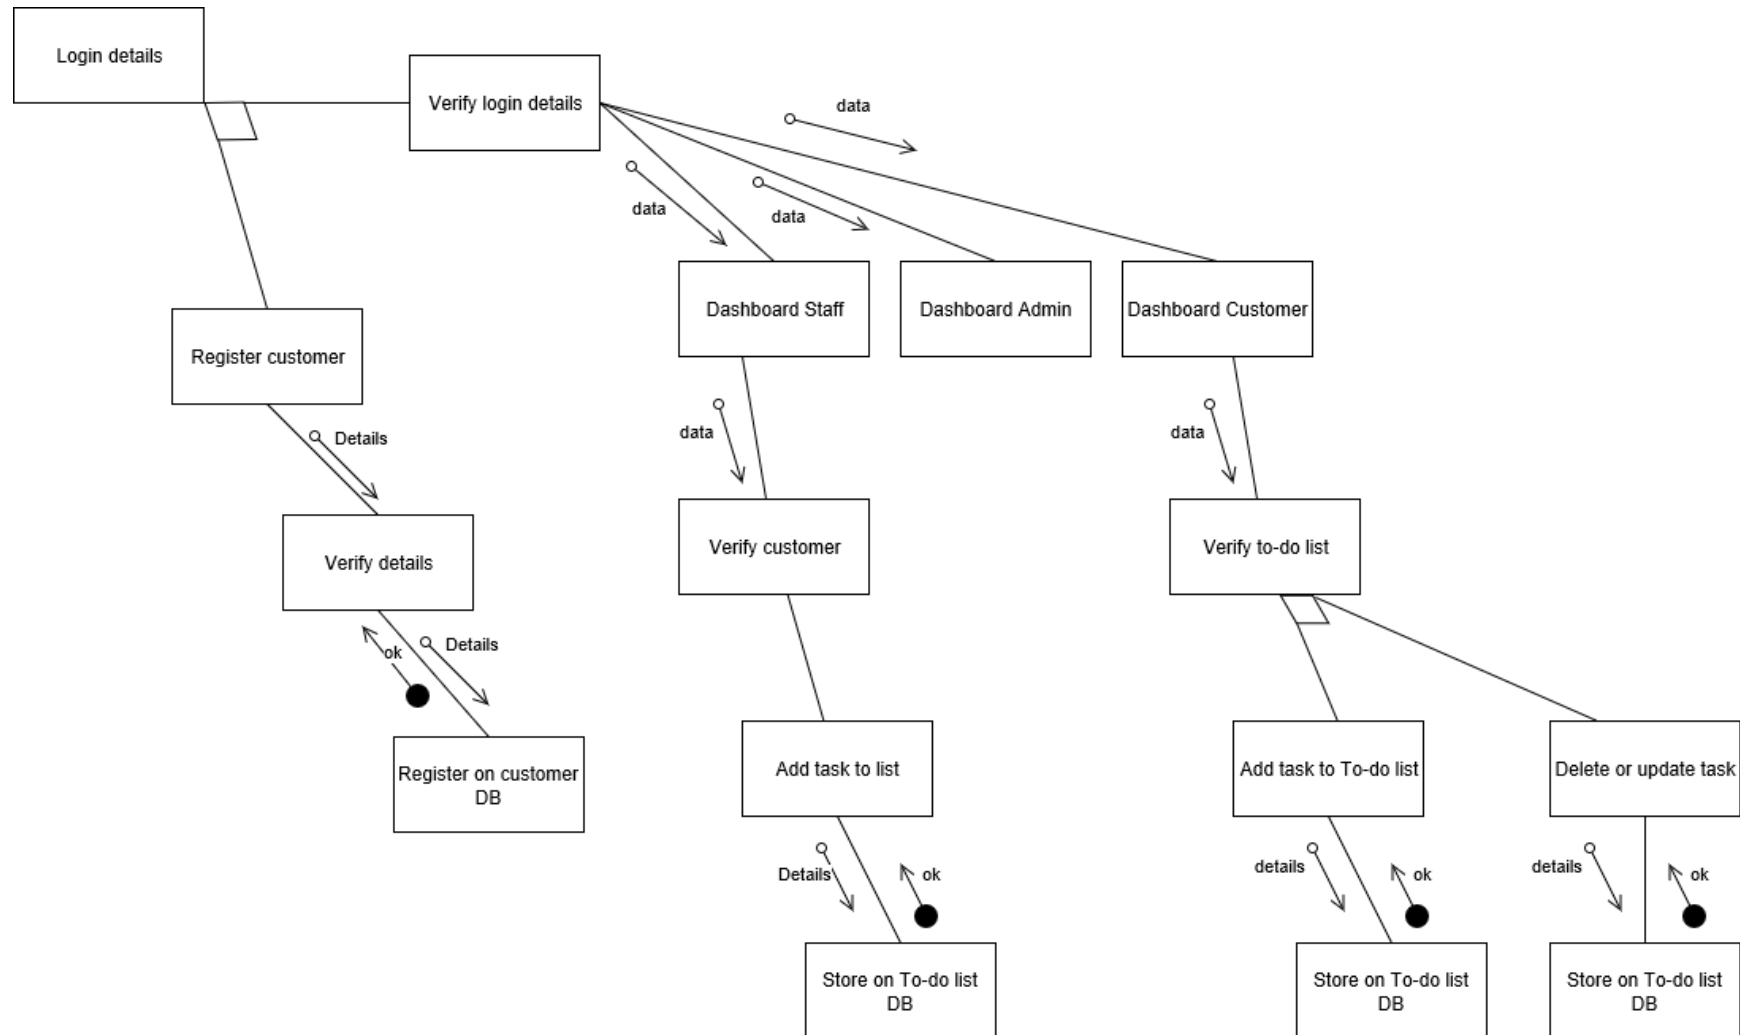 Login details
Verify login details
data
data
data
Dashboard Staff
Dashboard Admin
Dashboard Customer
Register customer
Details
data
data
Verify details
Verify customer
Verify to-do list
ok
Details
Register on customer
DB
Add task to list
Add task to To-do list
Delete or update task
Details
ok
details
ok
details
ok
Store on To-do list
DB
Store on To-do list
DB
Store on To-do list
DB